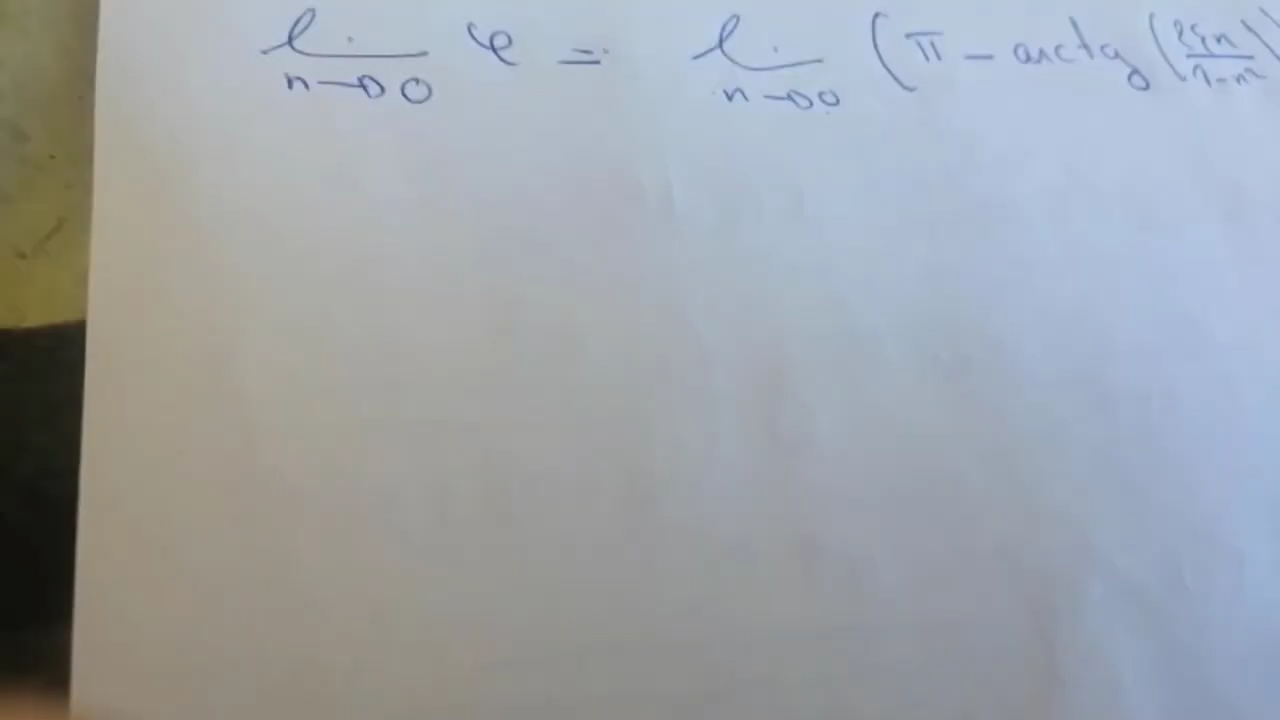 lim φ = lim (π - arctg (2ξn / 1-n²)
n→0 n→0